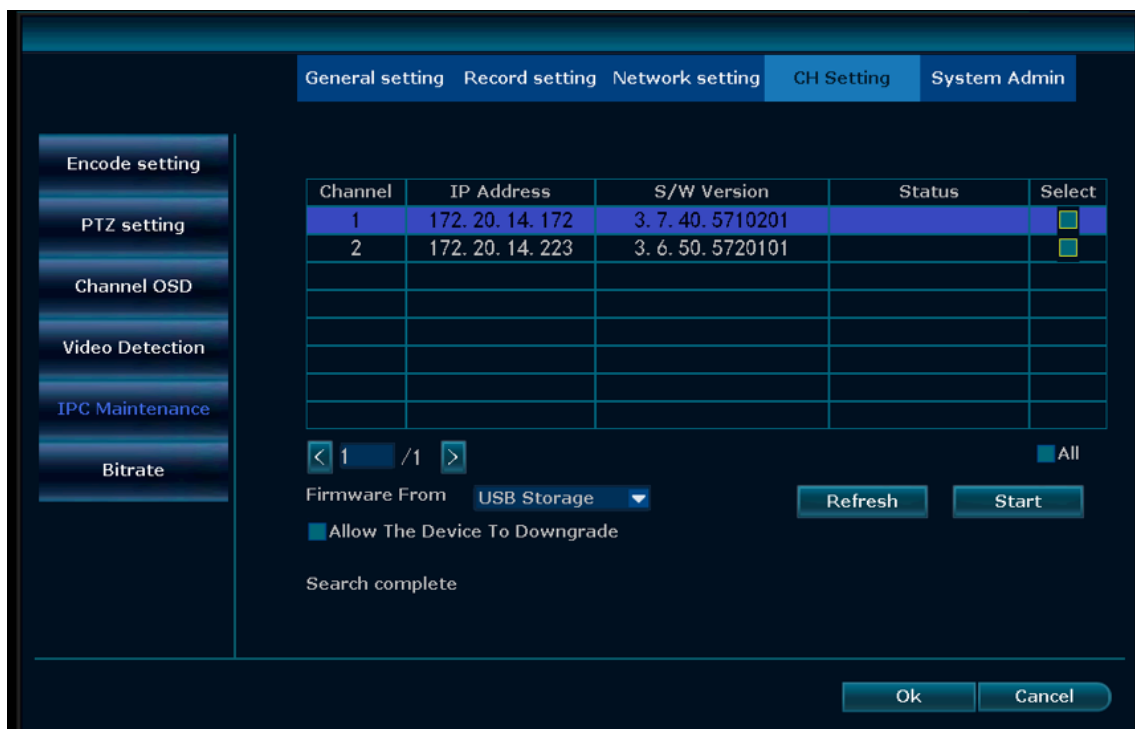 General setting Record setting Network setting CH Setting System Admin
Encode setting
PTZ setting
Channel OSD
Video Detection
IPC Maintenance
Bitrate
Channel IP Address S/W Version Status Select
1 172. 20. 14. 172 3. 7. 40. 5710201
2 172. 20. 14. 223 3. 6. 50. 5720101
< 1 /1 > All
Firmware From USB Storage Refresh Start
Allow The Device To Downgrade
Search complete
Ok Cancel